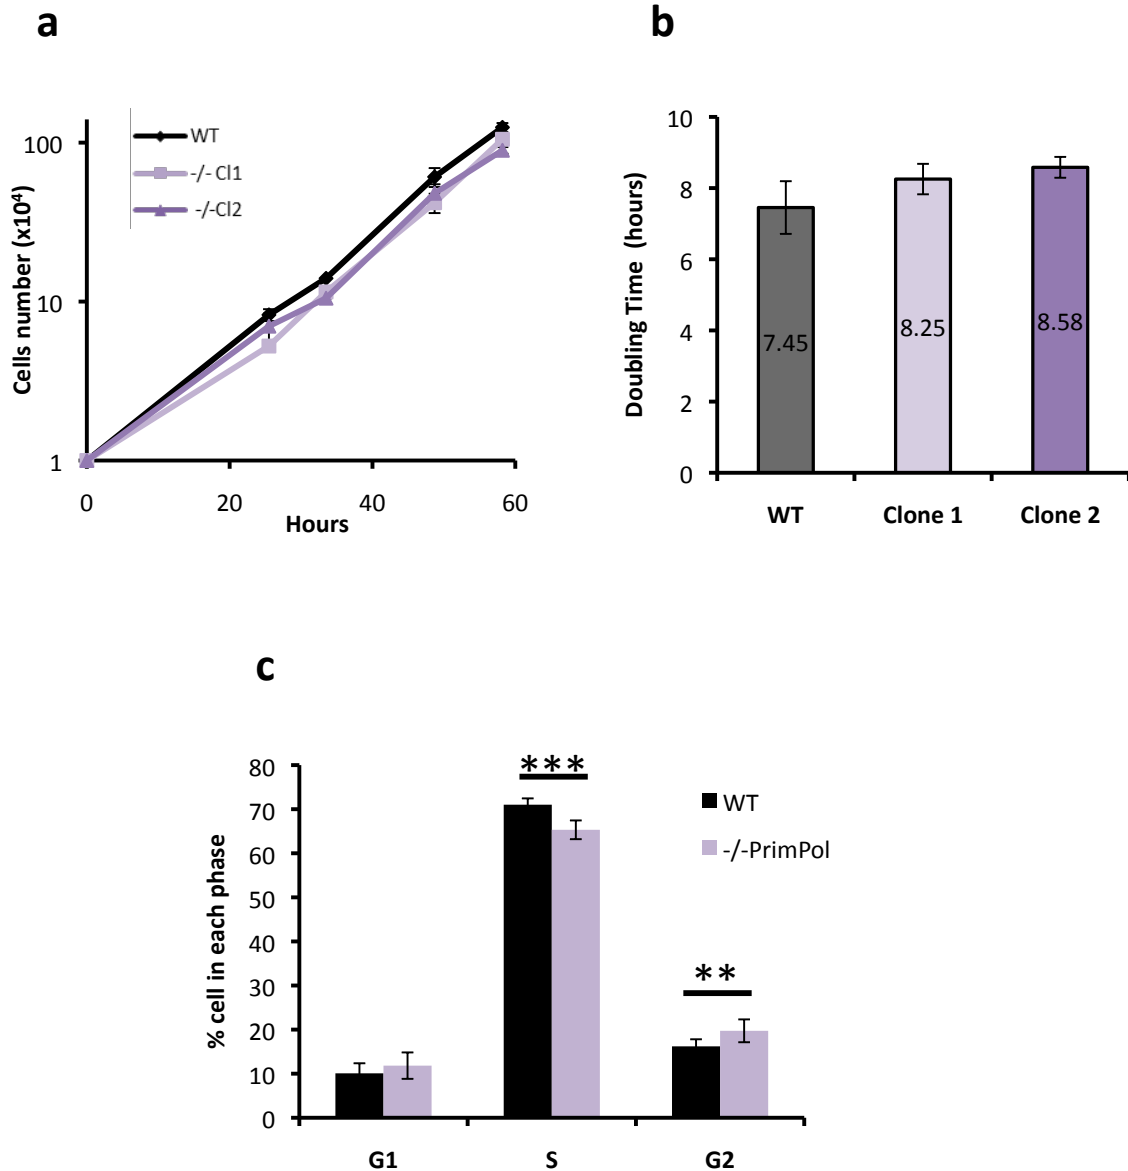 a
Cells number (x10⁴)
100
10
1
WT
-/- Cl1
-/-Cl2
0 20 40 60
Hours
b
Doubling Time (hours)
10
8
6
4
2
0
7.45 8.25 8.58
WT Clone 1 Clone 2
c
% cell in each phase
80
70
60
50
40
30
20
10
0
***
**
WT
-/-PrimPol
G1 S G2